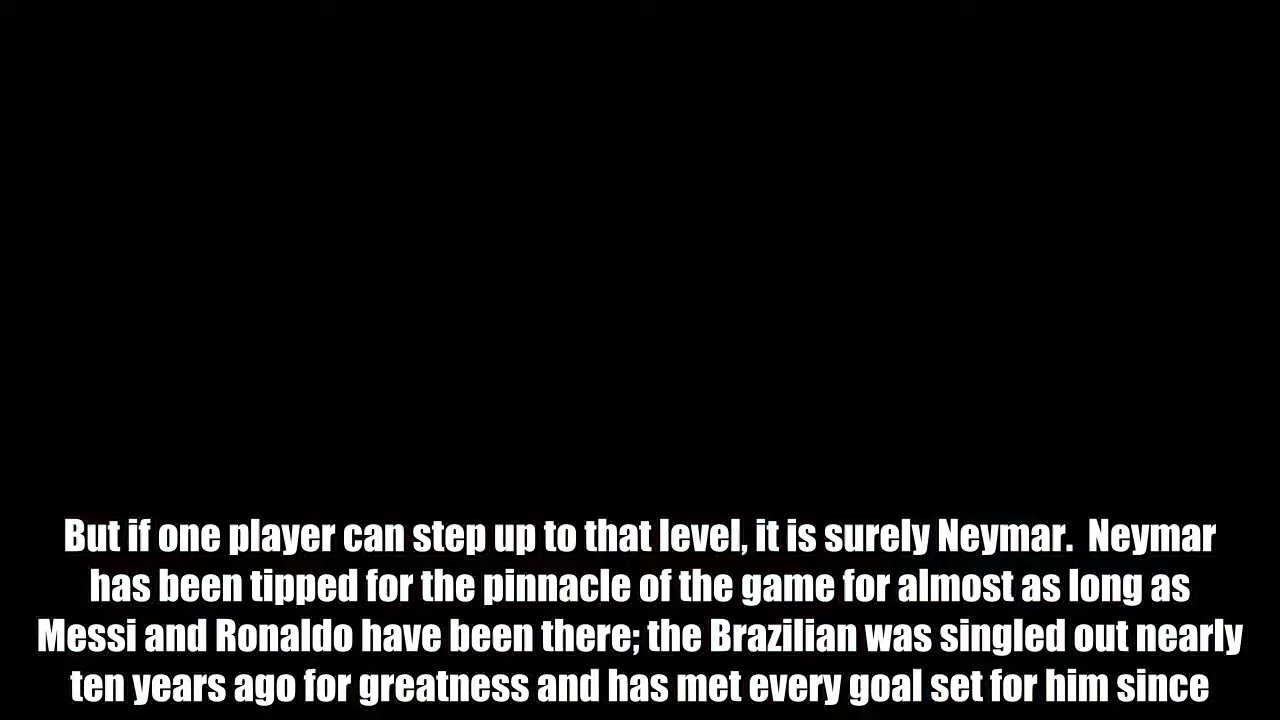 But if one player can step up to that level, it is surely Neymar.  Neymar
has been tipped for the pinnacle of the game for almost as long as
Messi and Ronaldo have been there; the Brazilian was singled out nearly
ten years ago for greatness and has met every goal set for him since